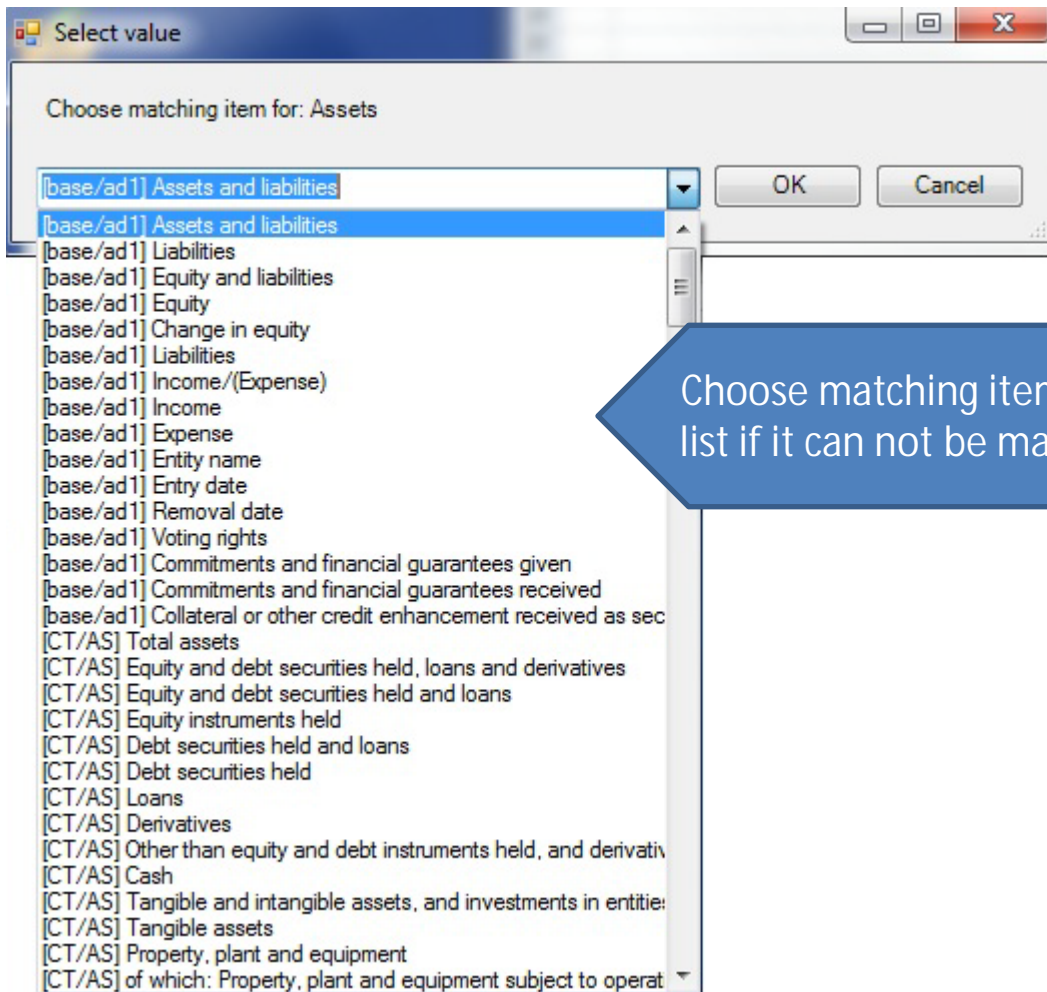 Select value
Choose matching item for: Assets
[base/ad1] Assets and liabilities
OK
Cancel
[base/ad1] Assets and liabilities
[base/ad1] Liabilities
[base/ad1] Equity and liabilities
[base/ad1] Equity
[base/ad1] Change in equity
[base/ad1] Liabilities
[base/ad1] Income/(Expense)
[base/ad1] Income
[base/ad1] Expense
[base/ad1] Entity name
[base/ad1] Entry date
[base/ad1] Removal date
[base/ad1] Voting rights
[base/ad1] Commitments and financial guarantees given
[base/ad1] Commitments and financial guarantees received
[base/ad1] Collateral or other credit enhancement received as sec
[CT/AS] Total assets
[CT/AS] Equity and debt securities held, loans and derivatives
[CT/AS] Equity and debt securities held and loans
[CT/AS] Equity instruments held
[CT/AS] Debt securities held and loans
[CT/AS] Debt securities held
[CT/AS] Loans
[CT/AS] Derivatives
[CT/AS] Other than equity and debt instruments held, and derivativ
[CT/AS] Cash
[CT/AS] Tangible and intangible assets, and investments in entitie
[CT/AS] Tangible assets
[CT/AS] Property, plant and equipment
[CT/AS] of which: Property, plant and equipment subject to operat
Choose matching iter
list if it can not be ma